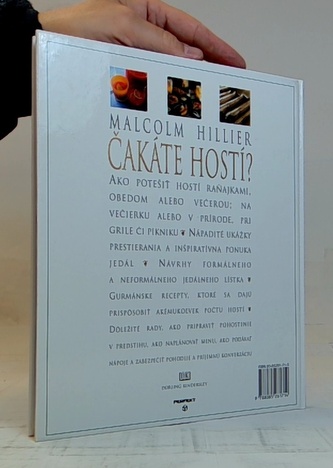 MALCOLM HILLIER
ČAKÁTE HOSTÍ?
AKO POTEŠIŤ HOSTÍ RAŇAJKAMI,
OBEDOM ALEBO VEČEROU; NA
VEČIERKU ALEBO V PRÍRODE, PRI
GRILE ČI PIKNIKU NÁPADITÉ UKÁŽKY
PRESTIERANIA A INŠPIRATÍVNA PONUKA
JEDÁL NÁVRHY FORMÁLNEHO
A NEFORMÁLNEHO JEDÁLNEHO LÍSTKA
GURMÁNSKE RECEPTY, KTORÉ SA DAJÚ
PRISPÔSOBIŤ AKÉMUKOĽVEK POČTU HOSTÍ
DÔLEŽITÉ RADY, AKO PRIPRAVIŤ POHOSTENIE
V PREDSTIHU, AKO NAPLÁNOVAŤ MENU, AKO PODÁVAŤ
NÁPOJE A ZABEZPEČIŤ POHODLIE A PRÍJEMNÚ KONVERZÁCIU
DK
DORLING KINDERSLEY
PERFEKT